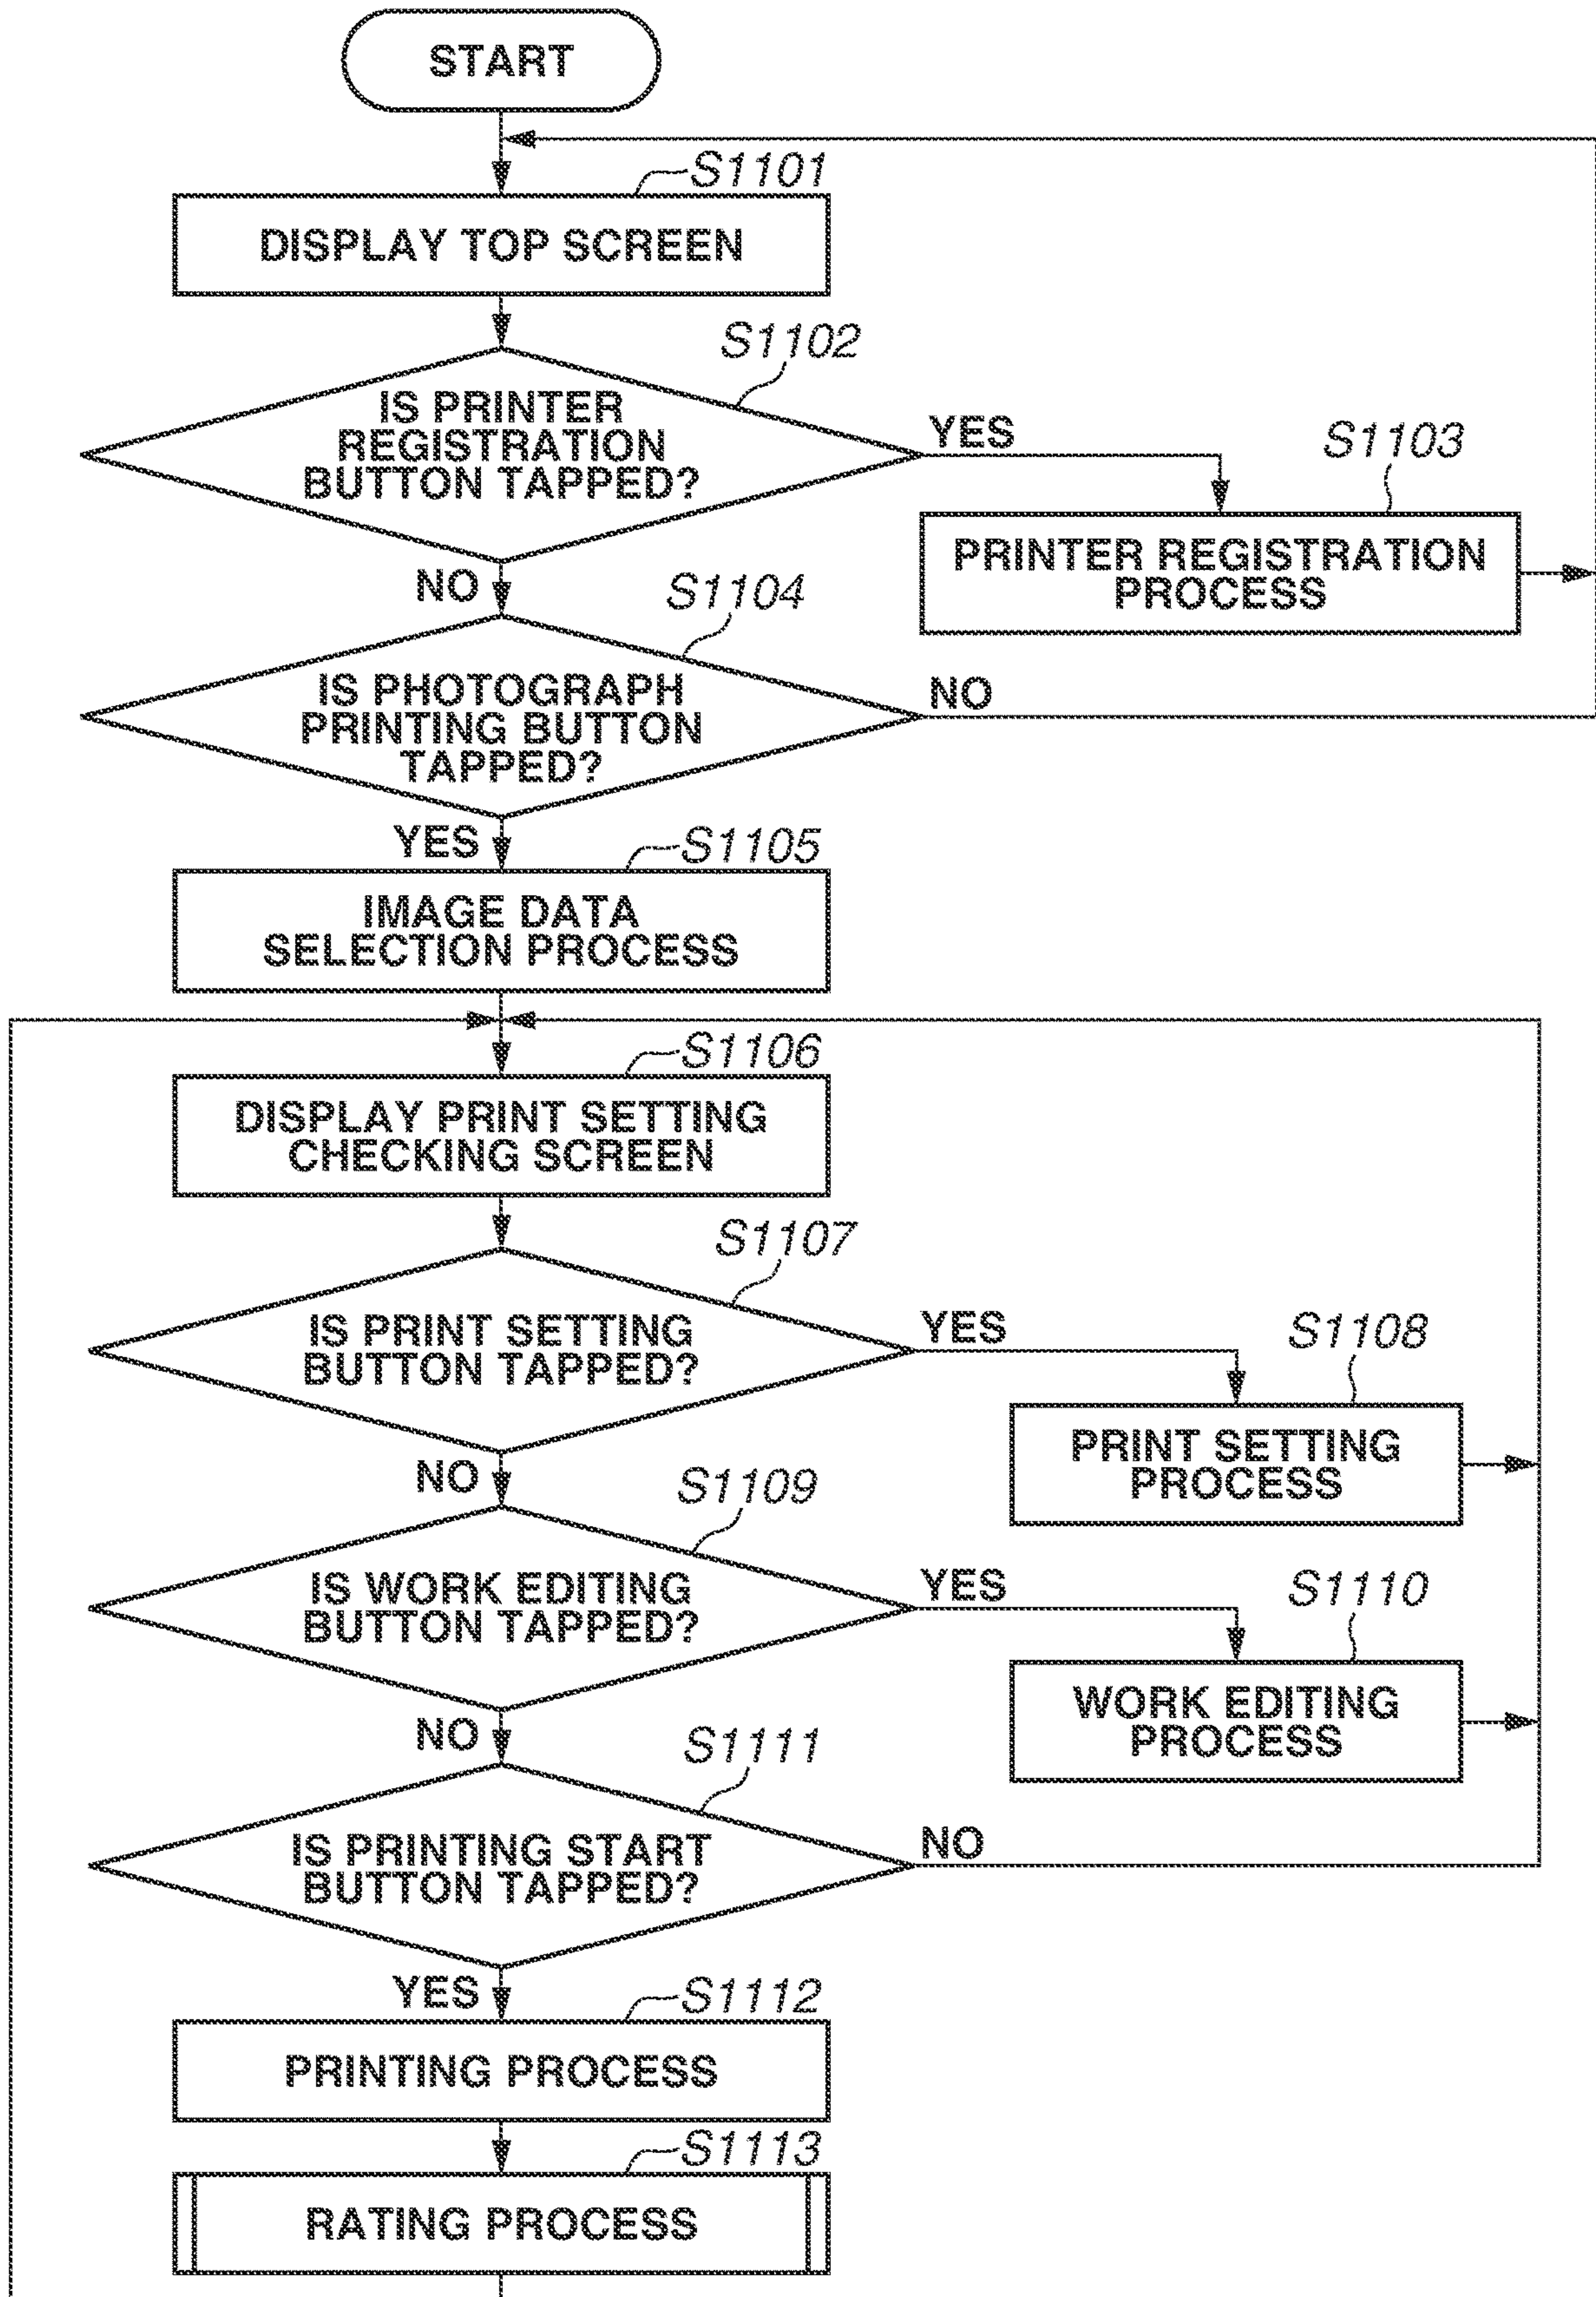 START
S1101
DISPLAY TOP SCREEN
S1102
IS PRINTER
REGISTRATION
BUTTON TAPPED?
YES
S1103
PRINTER REGISTRATION
PROCESS
NO
S1104
IS PHOTOGRAPH
PRINTING BUTTON
TAPPED?
NO
YES
S1105
IMAGE DATA
SELECTION PROCESS
S1106
DISPLAY PRINT SETTING
CHECKING SCREEN
S1107
IS PRINT SETTING
BUTTON TAPPED?
YES
S1108
PRINT SETTING
PROCESS
NO
S1109
IS WORK EDITING
BUTTON TAPPED?
YES
S1110
WORK EDITING
PROCESS
NO
S1111
IS PRINTING START
BUTTON TAPPED?
NO
YES
S1112
PRINTING PROCESS
S1113
RATING PROCESS